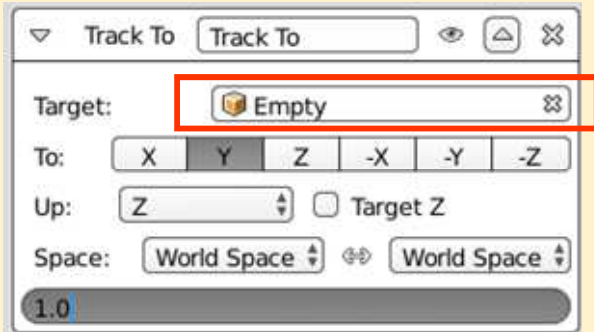 Track To Track To
Target: Empty
To: X Y Z -X -Y -Z
Up: Z Target Z
Space: World Space World Space
1.0